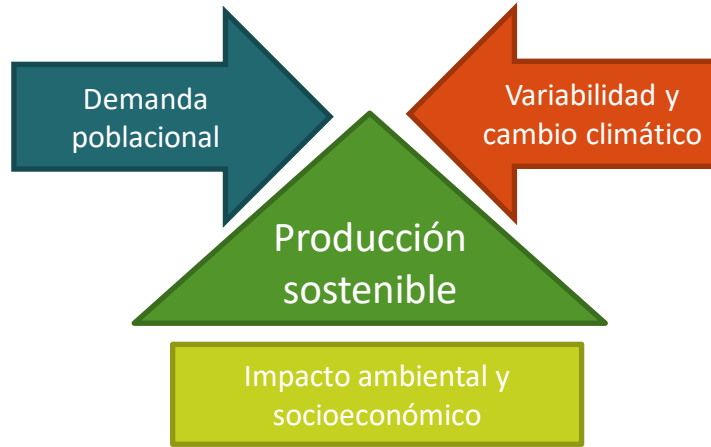 Demanda
poblacional
Variabilidad y
cambio climático
Producción
sostenible
Impacto ambiental y
socioeconómico